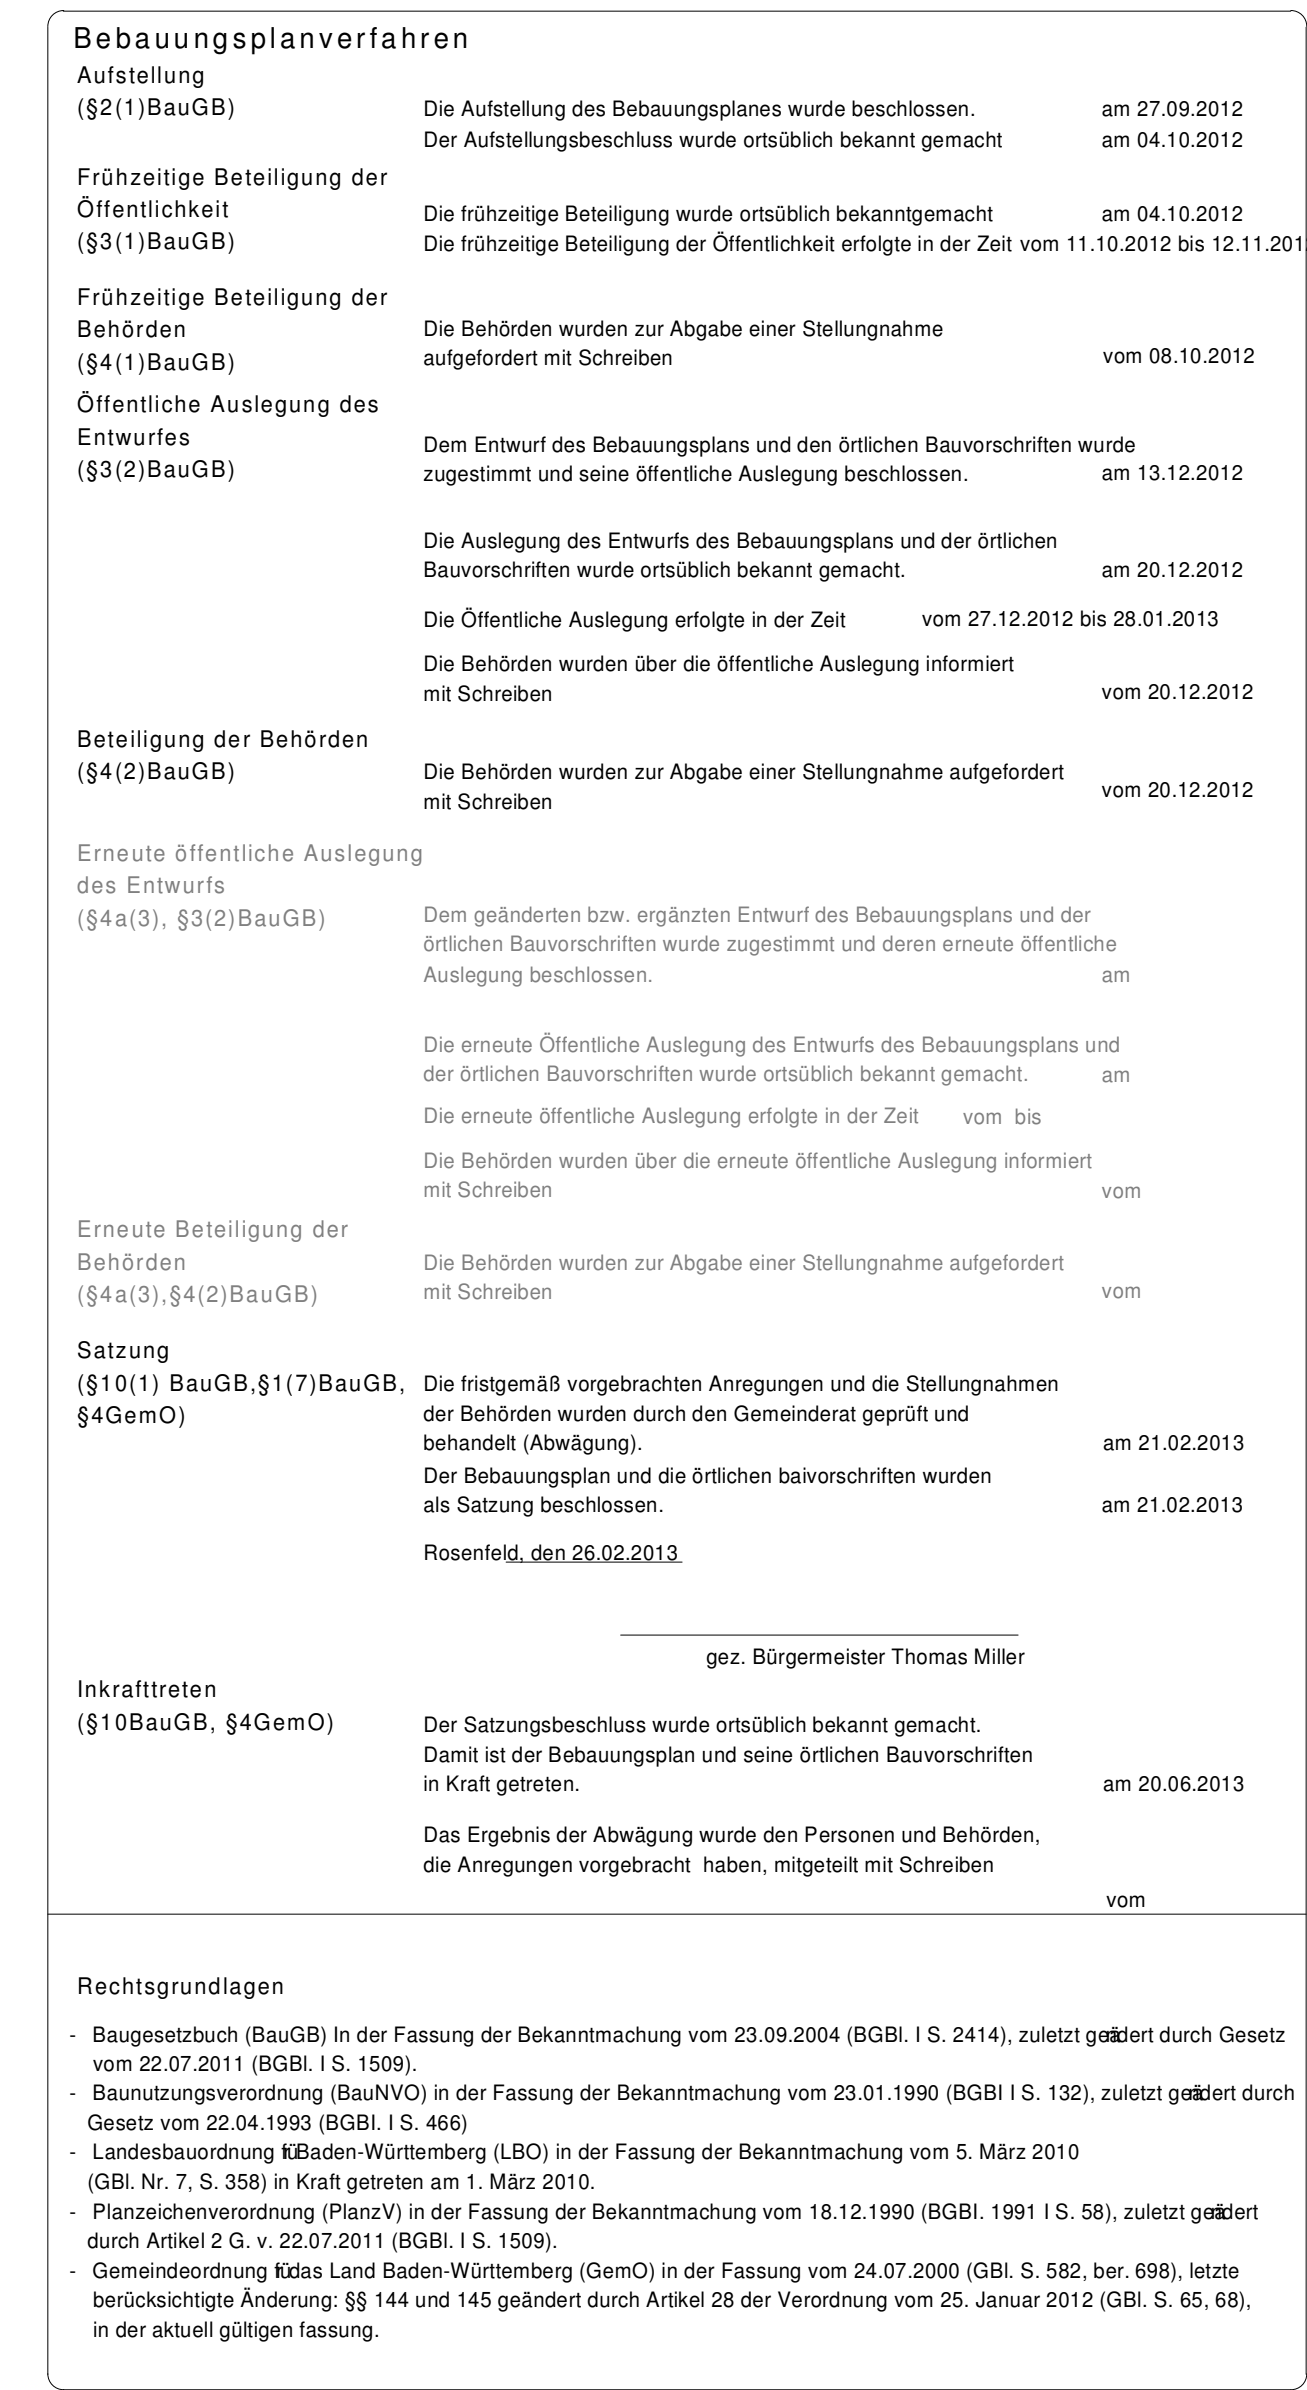 Bebauungsplanverfahren
Aufstellung
(§2(1)BauGB) Die Aufstellung des Bebauungsplanes wurde beschlossen. am 27.09.2012
Der Aufstellungsbeschluss wurde ortsüblich bekannt gemacht am 04.10.2012
Frühzeitige Beteiligung der
Öffentlichkeit Die frühzeitige Beteiligung wurde ortsüblich bekanntgemacht am 04.10.2012
(§3(1)BauGB) Die frühzeitige Beteiligung der Öffentlichkeit erfolgte in der Zeit vom 11.10.2012 bis 12.11.201
Frühzeitige Beteiligung der
Behörden Die Behörden wurden zur Abgabe einer Stellungnahme
(§4(1)BauGB) aufgefordert mit Schreiben vom 08.10.2012
Öffentliche Auslegung des
Entwurfes Dem Entwurf des Bebauungsplans und den örtlichen Bauvorschriften wurde
(§3(2)BauGB) zugestimmt und seine öffentliche Auslegung beschlossen. am 13.12.2012
Die Auslegung des Entwurfs des Bebauungsplans und der örtlichen
Bauvorschriften wurde ortsüblich bekannt gemacht. am 20.12.2012
Die Öffentliche Auslegung erfolgte in der Zeit vom 27.12.2012 bis 28.01.2013
Die Behörden wurden über die öffentliche Auslegung informiert
mit Schreiben vom 20.12.2012
Beteiligung der Behörden
(§4(2)BauGB) Die Behörden wurden zur Abgabe einer Stellungnahme aufgefordert
mit Schreiben vom 20.12.2012
Erneute öffentliche Auslegung
des Entwurfs
(§4a(3), §3(2)BauGB) Dem geänderten bzw. ergänzten Entwurf des Bebauungsplans und der
örtlichen Bauvorschriften wurde zugestimmt und deren erneute öffentliche
Auslegung beschlossen. am
Die erneute Öffentliche Auslegung des Entwurfs des Bebauungsplans und
der örtlichen Bauvorschriften wurde ortsüblich bekannt gemacht. am
Die erneute öffentliche Auslegung erfolgte in der Zeit vom bis
Die Behörden wurden über die erneute öffentliche Auslegung informiert
mit Schreiben vom
Erneute Beteiligung der
Behörden Die Behörden wurden zur Abgabe einer Stellungnahme aufgefordert
(§4a(3),§4(2)BauGB) mit Schreiben vom
Satzung
(§10(1) BauGB,§1(7)BauGB, Die fristgemäß vorgebrachten Anregungen und die Stellungnahmen
§4GemO) der Behörden wurden durch den Gemeinderat geprüft und
behandelt (Abwägung). am 21.02.2013
Der Bebauungsplan und die örtlichen baivorschriften wurden
als Satzung beschlossen. am 21.02.2013
Rosenfeld, den 26.02.2013
gez. Bürgermeister Thomas Miller
Inkrafttreten
(§10BauGB, §4GemO) Der Satzungsbeschluss wurde ortsüblich bekannt gemacht.
Damit ist der Bebauungsplan und seine örtlichen Bauvorschriften
in Kraft getreten. am 20.06.2013
Das Ergebnis der Abwägung wurde den Personen und Behörden,
die Anregungen vorgebracht haben, mitgeteilt mit Schreiben
vom
Rechtsgrundlagen
- Baugesetzbuch (BauGB) In der Fassung der Bekanntmachung vom 23.09.2004 (BGBl. I S. 2414), zuletzt geändert durch Gesetz
vom 22.07.2011 (BGBl. I S. 1509).
- Baunutzungsverordnung (BauNVO) in der Fassung der Bekanntmachung vom 23.01.1990 (BGBI I S. 132), zuletzt geändert durch
Gesetz vom 22.04.1993 (BGBI. I S. 466)
- Landesbauordnung für Baden-Württemberg (LBO) in der Fassung der Bekanntmachung vom 5. März 2010
(GBl. Nr. 7, S. 358) in Kraft getreten am 1. März 2010.
- Planzeichenverordnung (PlanzV) in der Fassung der Bekanntmachung vom 18.12.1990 (BGBI. 1991 I S. 58), zuletzt geändert
durch Artikel 2 G. v. 22.07.2011 (BGBl. I S. 1509).
- Gemeindeordnung für das Land Baden-Württemberg (GemO) in der Fassung vom 24.07.2000 (GBl. S. 582, ber. 698), letzte
berücksichtigte Änderung: §§ 144 und 145 geändert durch Artikel 28 der Verordnung vom 25. Januar 2012 (GBl. S. 65, 68),
in der aktuell gültigen fassung.